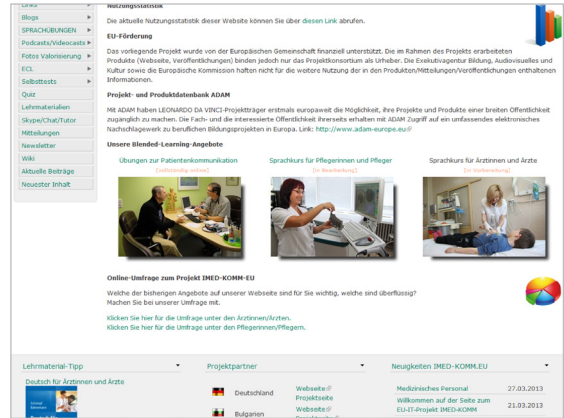 Links
Blogs
SPRACHÜBUNGEN
Podcasts/Videocasts
Fotos Valorisierung
ECL
Selbsttests
Quiz
Lehrmaterialien
Skype/Chat/Tutor
Mitteilungen
Newsletter
Wiki
Aktuelle Beiträge
Neuester Inhalt
Nutzungsstatistik
Die aktuelle Nutzungsstatistik dieser Website können Sie über diesen Link abrufen.
EU-Förderung
Das vorliegende Projekt wurde von der Europäischen Gemeinschaft finanziell unterstützt. Die im Rahmen des Projekts erarbeiteten
Produkte (Webseite, Veröffentlichungen) binden jedoch nur das Projektkonsortium als Urheber. Die Exekutivagentur Bildung, Audiovisuelles und
Kultur sowie die Europäische Kommission haften nicht für die weitere Nutzung der in den Produkten/Mitteilungen/Veröffentlichungen enthaltenen
Informationen.
Projekt- und Produktdatenbank ADAM
Mit ADAM haben LEONARDO DA VINCI-Projektträger erstmals europaweit die Möglichkeit, ihre Projekte und Produkte einer breiten Öffentlichkeit
zugänglich zu machen. Die Fach- und die interessierte Öffentlichkeit ihrerseits erhalten mit ADAM Zugriff auf ein umfassendes elektronisches
Nachschlagewerk zu beruflichen Bildungsprojekten in Europa. Link: http://www.adam-europe.eu
Unsere Blended-Learning-Angebote
Übungen zur Patientenkommunikation
[vollständig online]
Sprachkurs für Pflegerinnen und Pfleger
[in Bearbeitung]
Sprachkurs für Ärztinnen und Ärzte
[in Vorbereitung]
Online-Umfrage zum Projekt IMED-KOMM-EU
Welche der bisherigen Angebote auf unserer Webseite sind für Sie wichtig, welche sind überflüssig?
Machen Sie bei unserer Umfrage mit.
Klicken Sie hier für die Umfrage unter den Ärztinnen/Ärzten.
Klicken Sie hier für die Umfrage unter den Pflegerinnen/Pflegern.
Lehrmaterial-Tipp
Deutsch für Ärztinnen und Ärzte
Projektpartner
Deutschland
Webseite
Projektseite
Bulgarien
Webseite
Neuigkeiten IMED-KOMM.EU
Medizinisches Personal 27.03.2013
Willkommen auf der Seite zum
EU-IT-Projekt IMED-KOMM 21.03.2013